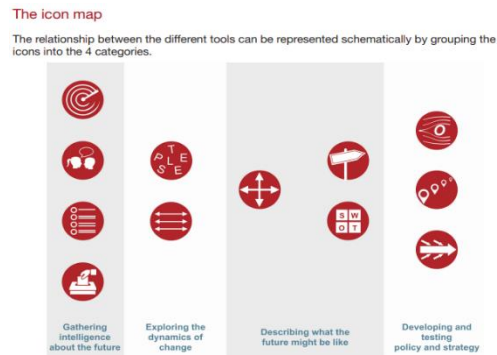 The icon map
The relationship between the different tools can be represented schematically by grouping the
icons into the 4 categories.
P T L E
S E
S W
O T
Gathering
intelligence
about the future
Exploring the
dynamics of
change
Describing what the
future might be like
Developing and
testing
policy and strategy